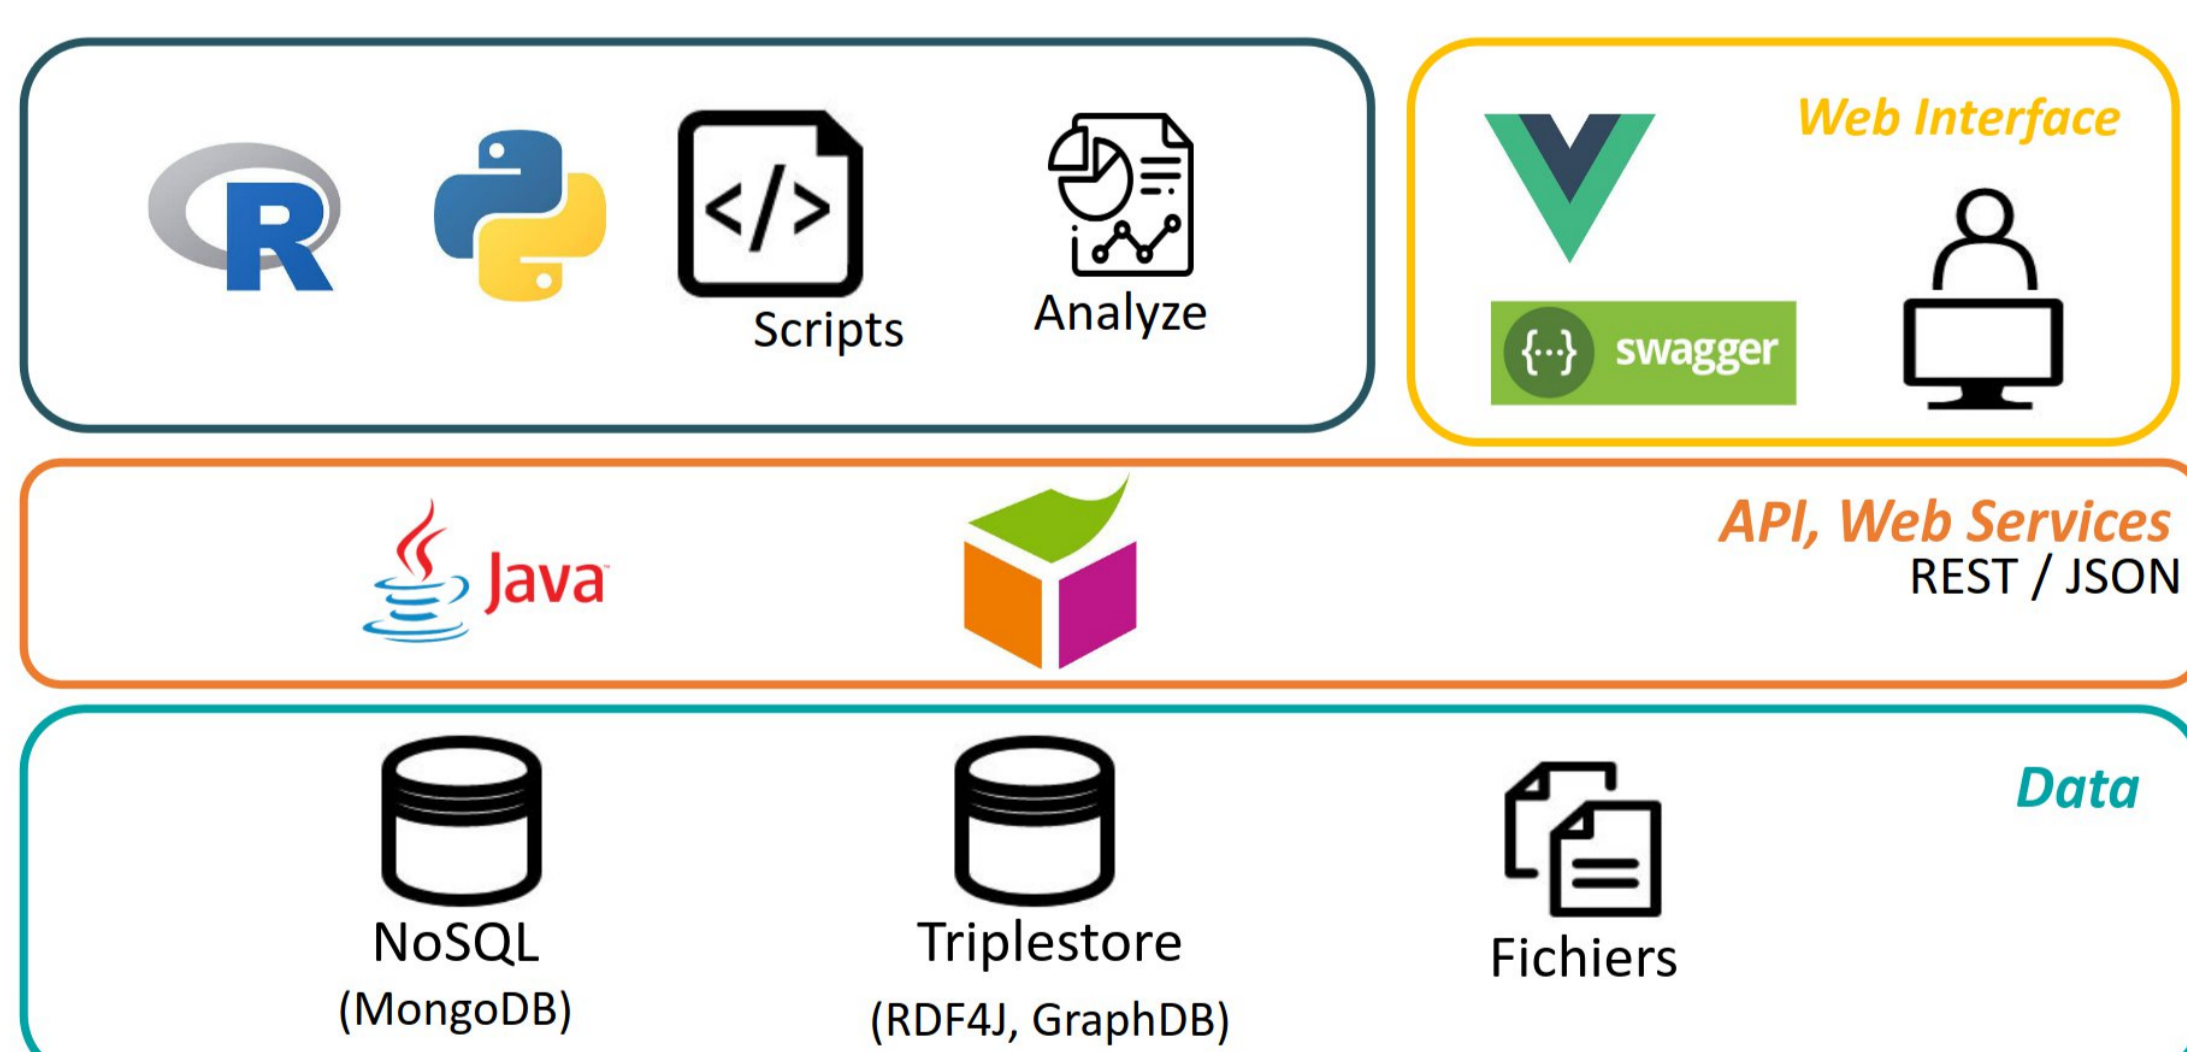 R
</>
Scripts
Analyze
Web Interface
{...} swagger
Java
API, Web Services
REST / JSON
Data
NoSQL
(MongoDB)
Triplestore
(RDF4J, GraphDB)
Fichiers